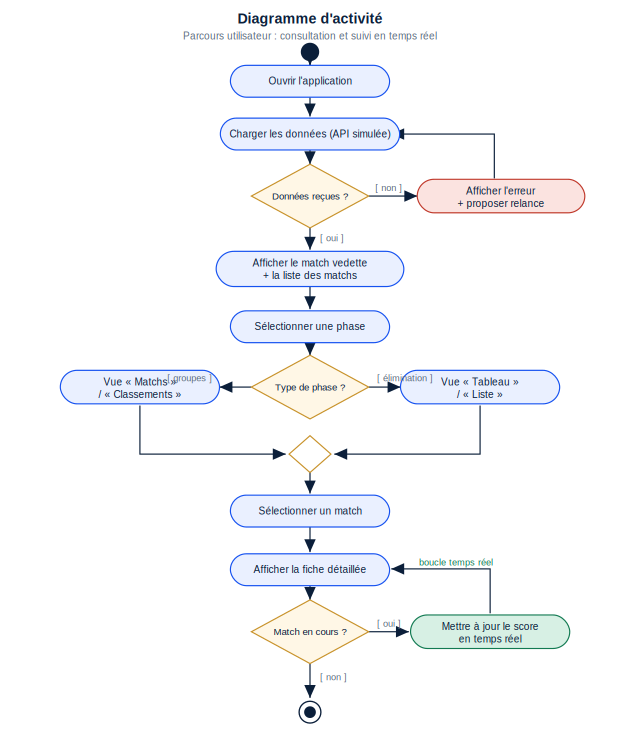 Diagramme d'activité
Parcours utilisateur : consultation et suivi en temps réel
Ouvrir l'application
Charger les données (API simulée)
Données reçues ?
[ non ]
Afficher l'erreur
+ proposer relance
[ oui ]
Afficher le match vedette
+ la liste des matchs
Sélectionner une phase
Vue « Matchs »
/ « Classements »
[ groupes ]
Type de phase ?
[ élimination ]
Vue « Tableau »
/ « Liste »
Sélectionner un match
Afficher la fiche détaillée
boucle temps réel
Match en cours ?
[ oui ]
Mettre à jour le score
en temps réel
[ non ]